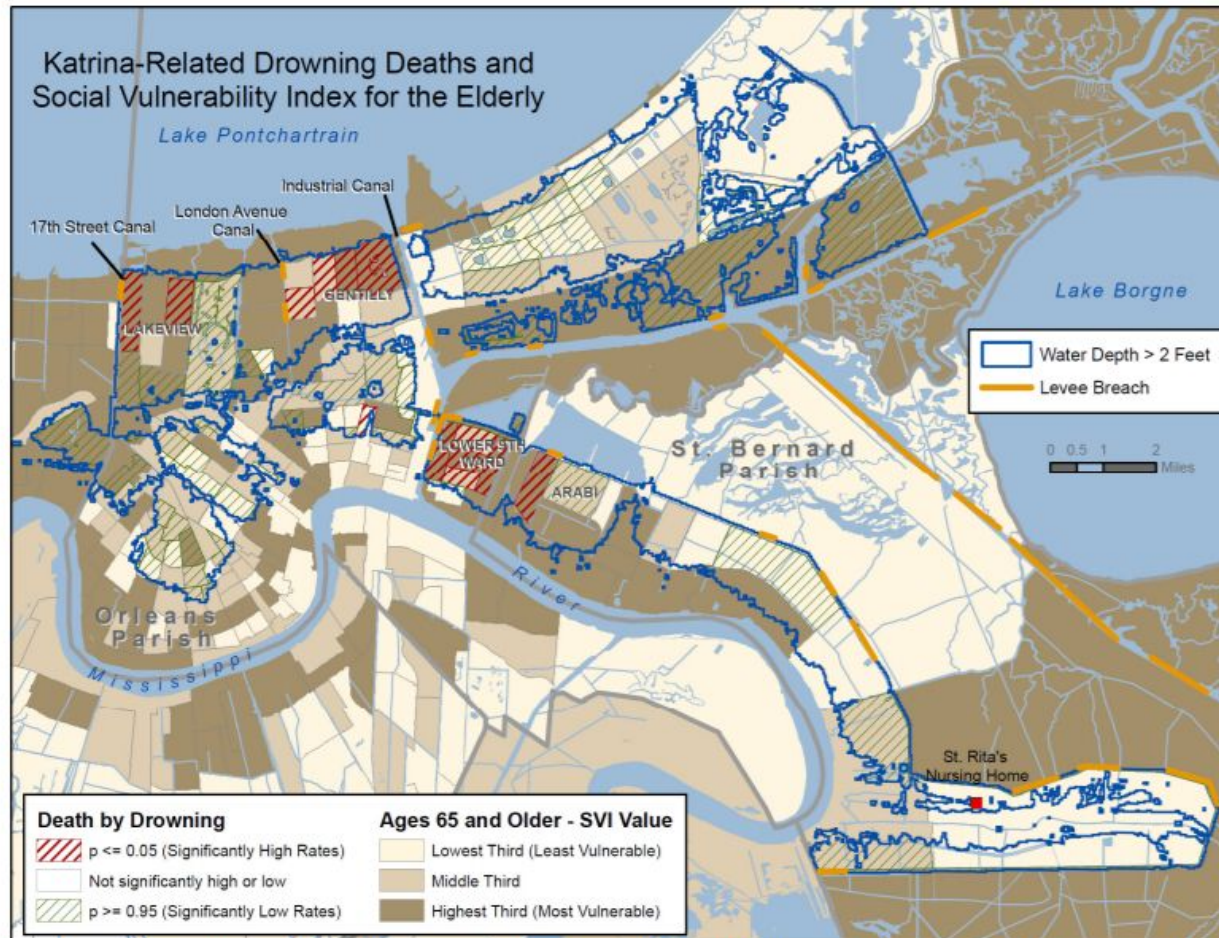 Katrina-Related Drowning Deaths and
Social Vulnerability Index for the Elderly
Lake Pontchartrain
Industrial Canal
London Avenue
Canal
17th Street Canal
GENTILLY
LAKEVIEW
Lake Borgne
Water Depth > 2 Feet
Levee Breach
LOWER 9TH
WARD
ARABI
St. Bernard
Parish
0 0.5 1 2
Miles
River
Orleans
Parish
Mississippi
St. Rita's
Nursing Home
Death by Drowning
p <= 0.05 (Significantly High Rates)
Not significantly high or low
p >= 0.95 (Significantly Low Rates)
Ages 65 and Older - SVI Value
Lowest Third (Least Vulnerable)
Middle Third
Highest Third (Most Vulnerable)